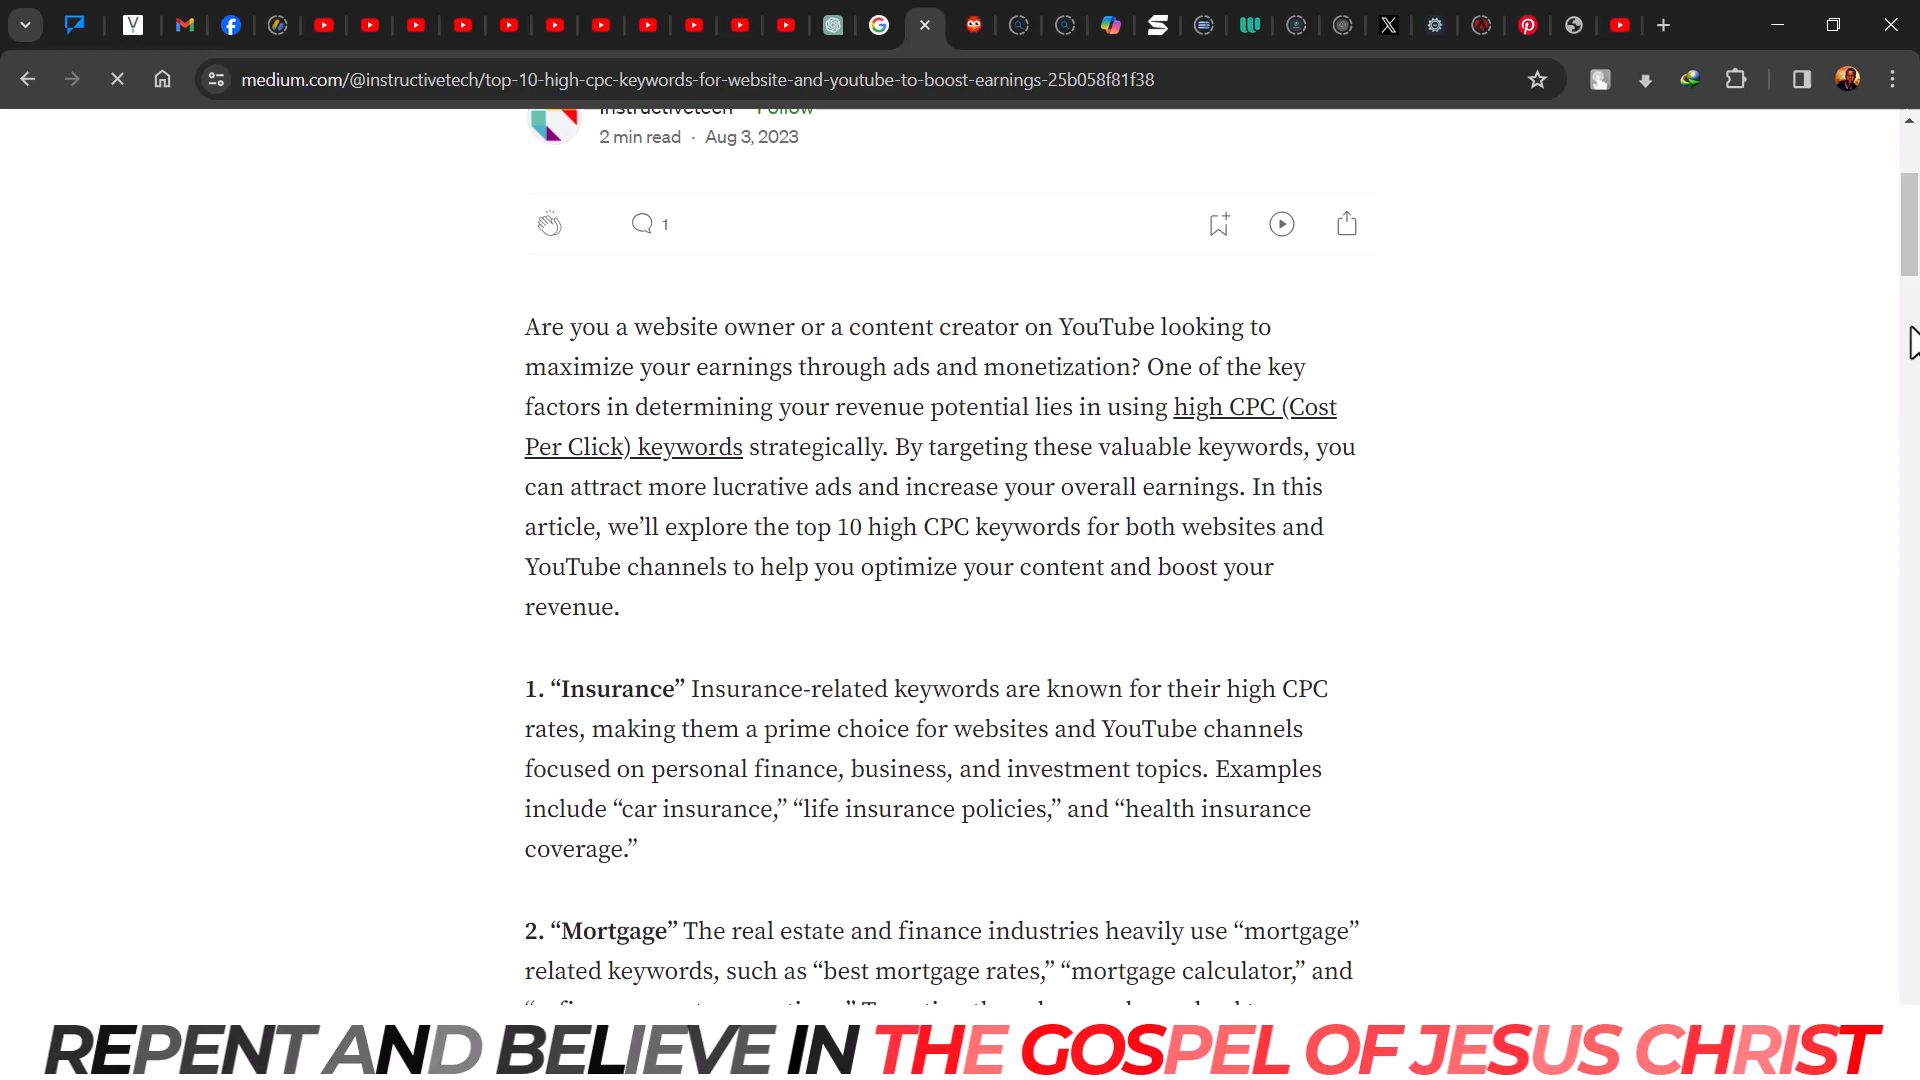 medium.com/@instructivetech/top-10-high-cpc-keywords-for-website-and-youtube-to-boost-earnings-25b058f81f38
instructivetech Follow
2 min read · Aug 3, 2023
1
Are you a website owner or a content creator on YouTube looking to
maximize your earnings through ads and monetization? One of the key
factors in determining your revenue potential lies in using high CPC (Cost
Per Click) keywords strategically. By targeting these valuable keywords, you
can attract more lucrative ads and increase your overall earnings. In this
article, we’ll explore the top 10 high CPC keywords for both websites and
YouTube channels to help you optimize your content and boost your
revenue.
1. “Insurance” Insurance-related keywords are known for their high CPC
rates, making them a prime choice for websites and YouTube channels
focused on personal finance, business, and investment topics. Examples
include “car insurance,” “life insurance policies,” and “health insurance
coverage.”
2. “Mortgage” The real estate and finance industries heavily use “mortgage”
related keywords, such as “best mortgage rates,” “mortgage calculator,” and
REPENT AND BELIEVE IN THE GOSPEL OF JESUS CHRIST